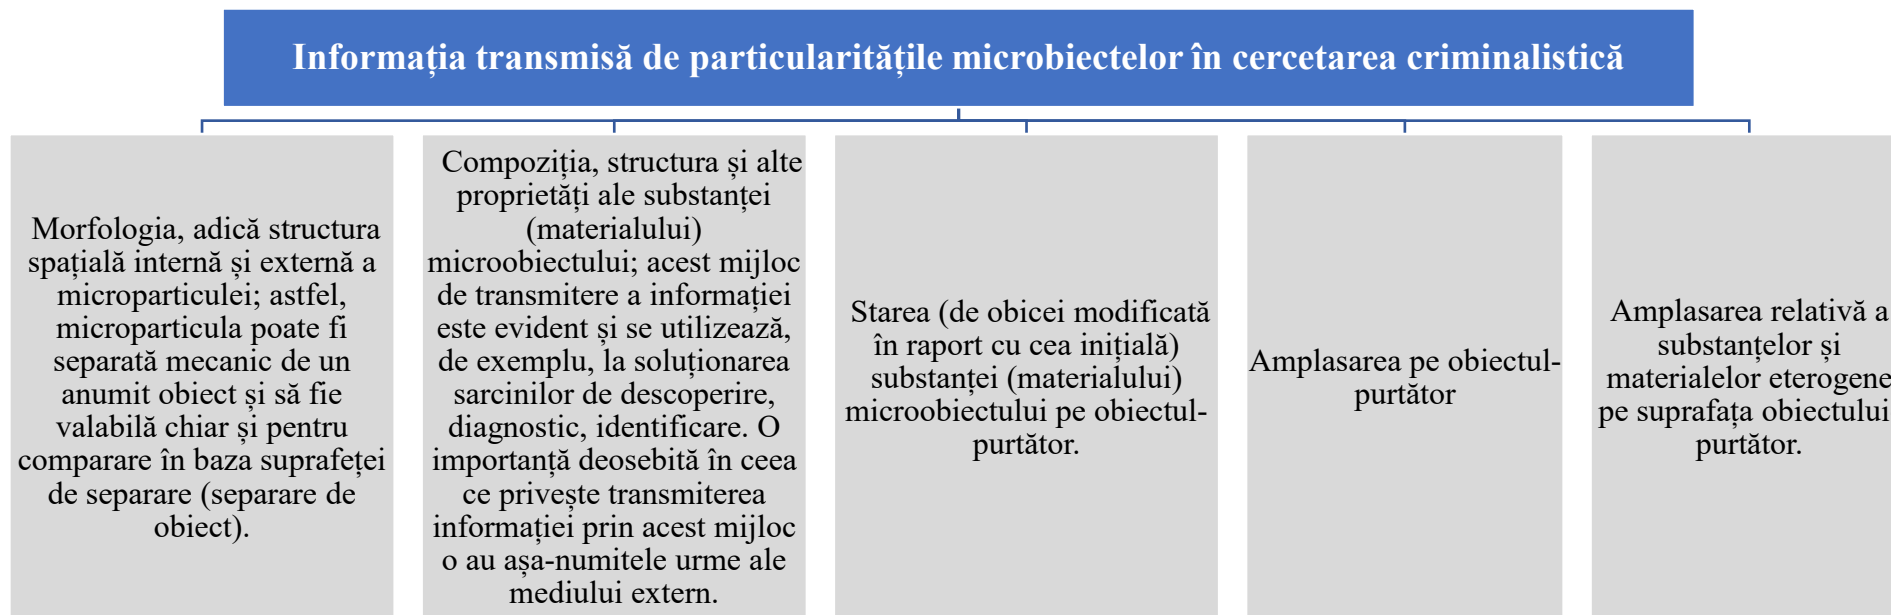 Informația transmisă de particularitățile microbiectelor în cercetarea criminalistică
Morfologia, adică structura
spațială internă și externă a
microparticulei; astfel,
microparticula poate fi
separată mecanic de un
anumit obiect și să fie
valabilă chiar și pentru
comparare în baza suprafeței
de separare (separare de
obiect).
Compoziția, structura și alte
proprietăți ale substanței
(materialului)
microobiectului; acest mijloc
de transmitere a informației
este evident și se utilizează,
de exemplu, la soluționarea
sarcinilor de descoperire,
diagnostic, identificare. O
importanță deosebită în ceea
ce privește transmiterea
informației prin acest mijloc
o au așa-numitele urme ale
mediului extern.
Starea (de obicei modificată
în raport cu cea inițială)
substanței (materialului)
microobiectului pe obiectul-
purtător.
Amplasarea pe obiectul-
purtător
Amplasarea relativă a
substanțelor și
materialelor eterogene
pe suprafața obiectului
purtător.